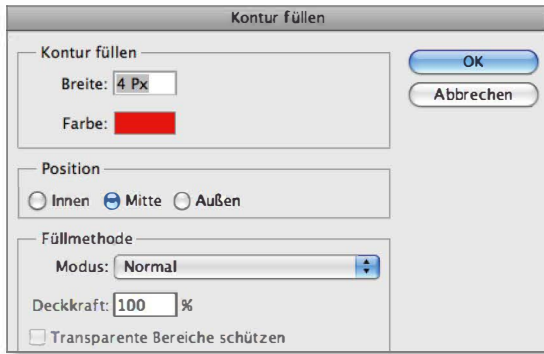 Kontur füllen
Kontur füllen
Breite: 4 Px
Farbe:
OK
Abbrechen
Position
Innen Mitte Außen
Füllmethode
Modus: Normal
Deckkraft: 100 %
Transparente Bereiche schützen